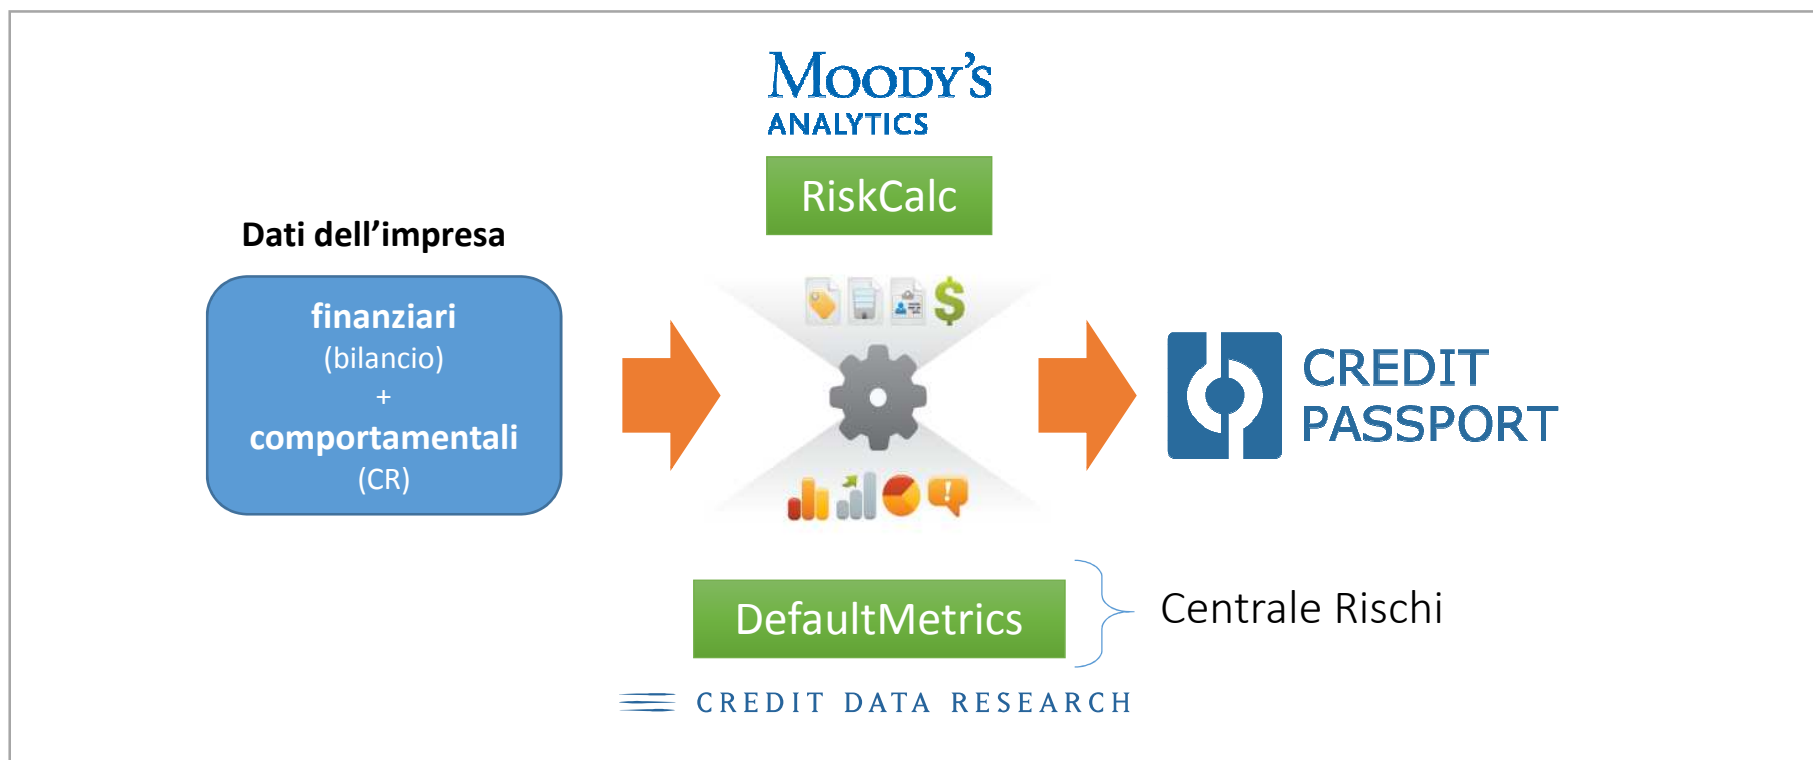 MOODY'S
ANALYTICS
RiskCalc
Dati dell’impresa
finanziari
(bilancio)
+
comportamentali
(CR)
$
!
CREDIT
PASSPORT
DefaultMetrics
Centrale Rischi
CREDIT DATA RESEARCH